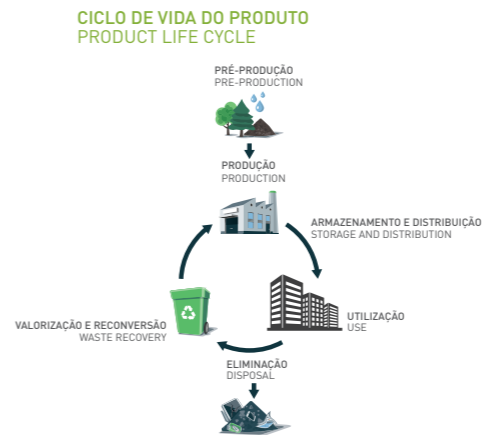 CICLO DE VIDA DO PRODUTO
PRODUCT LIFE CYCLE
PRÉ-PRODUÇÃO
PRE-PRODUCTION
PRODUÇÃO
PRODUCTION
ARMAZENAMENTO E DISTRIBUIÇÃO
STORAGE AND DISTRIBUTION
UTILIZAÇÃO
USE
VALORIZAÇÃO E RECONVERSÃO
WASTE RECOVERY
ELIMINAÇÃO
DISPOSAL